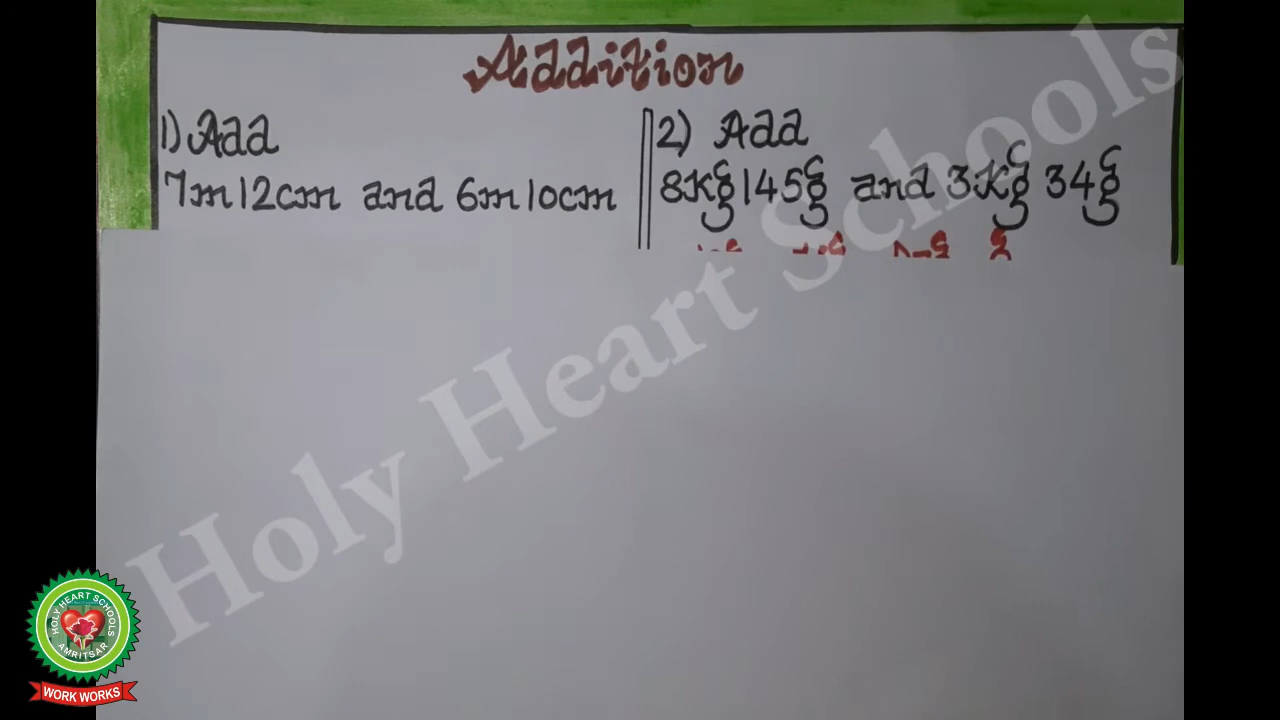 Addition
1) Add
7m 12cm and 6m 10cm
2) Add
8Kg 145g and 3Kg 34g
Holy Heart Schools
HOLY HEART SCHOOLS
AMRITSAR
WORK WORKS